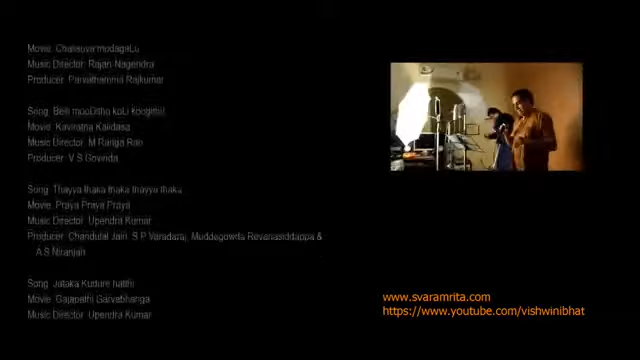 Movie: Chalisuva modagaLu
Music Director: Rajan-Nagendra
Producer: Parvathamma Rajkumar
Song: Belli mooDitho koLi koogitho!
Movie: Kaviratna Kalidasa
Music Director: M Ranga Rao
Producer: V S Govinda
Song: Thayya thaka thaka thayya thaka
Movie: Praya Praya Praya
Music Director: Upendra Kumar
Producer: Chandulal Jain, S P Varadaraj, Muddagowda Revanasiddappa &
A S Niranjan
Song: Jataka Kudure hatthi
Movie: Gajapathi Garvabhanga
Music Director: Upendra Kumar
www.svaramrita.com
https://www.youtube.com/vishwinibhat